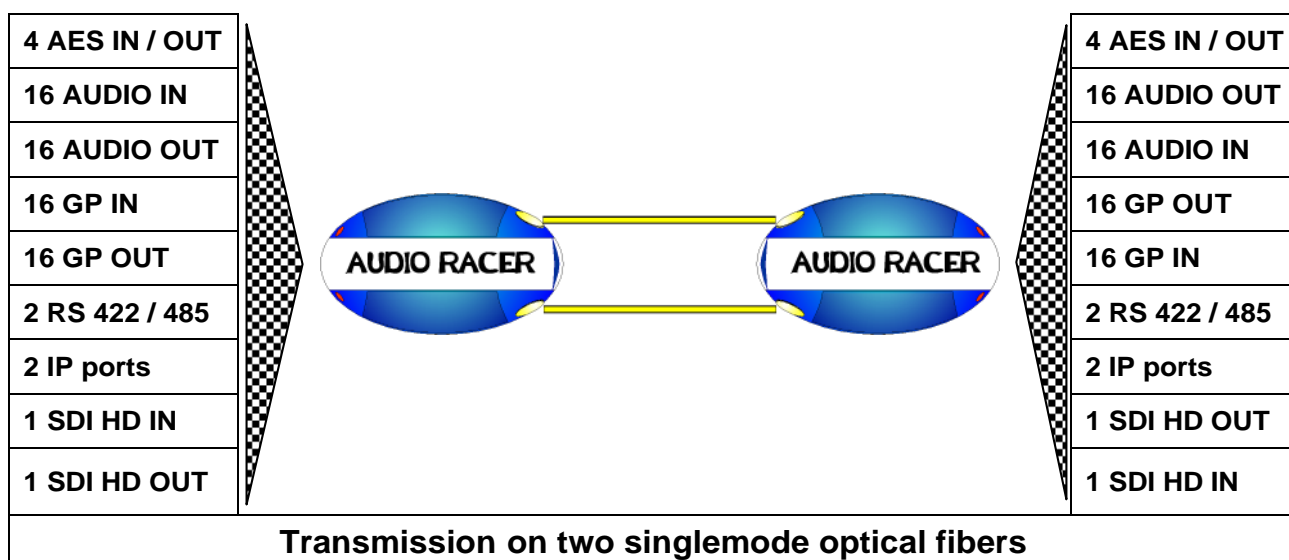 4 AES IN / OUT
16 AUDIO IN
16 AUDIO OUT
16 GP IN
16 GP OUT
2 RS 422 / 485
2 IP ports
1 SDI HD IN
1 SDI HD OUT
AUDIO RACER
AUDIO RACER
4 AES IN / OUT
16 AUDIO OUT
16 AUDIO IN
16 GP OUT
16 GP IN
2 RS 422 / 485
2 IP ports
1 SDI HD OUT
1 SDI HD IN
Transmission on two singlemode optical fibers